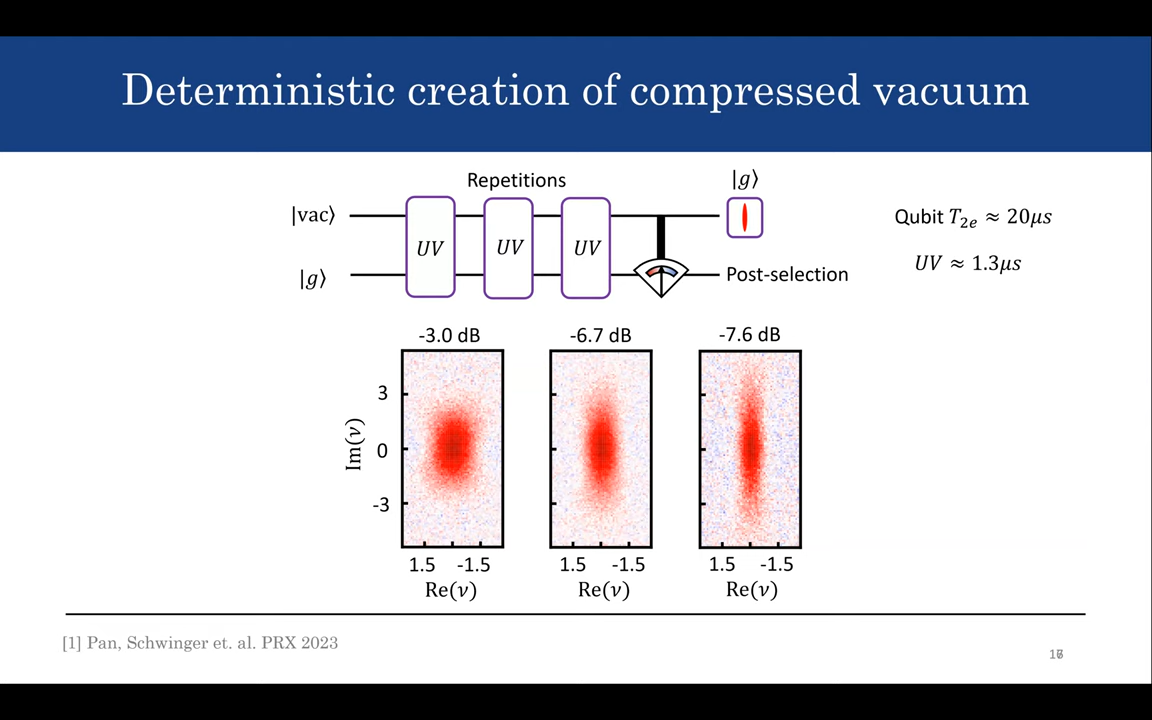 Deterministic creation of compressed vacuum
Repetitions
|g⟩
|vac⟩
UV UV UV
|g⟩
Post-selection
Qubit T₂ₑ ≈ 20μs
UV ≈ 1.3μs
-3.0 dB -6.7 dB -7.6 dB
Im(ν)
3
0
-3
1.5 -1.5 1.5 -1.5 1.5 -1.5
Re(ν) Re(ν) Re(ν)
[1] Pan, Schwinger et. al. PRX 2023